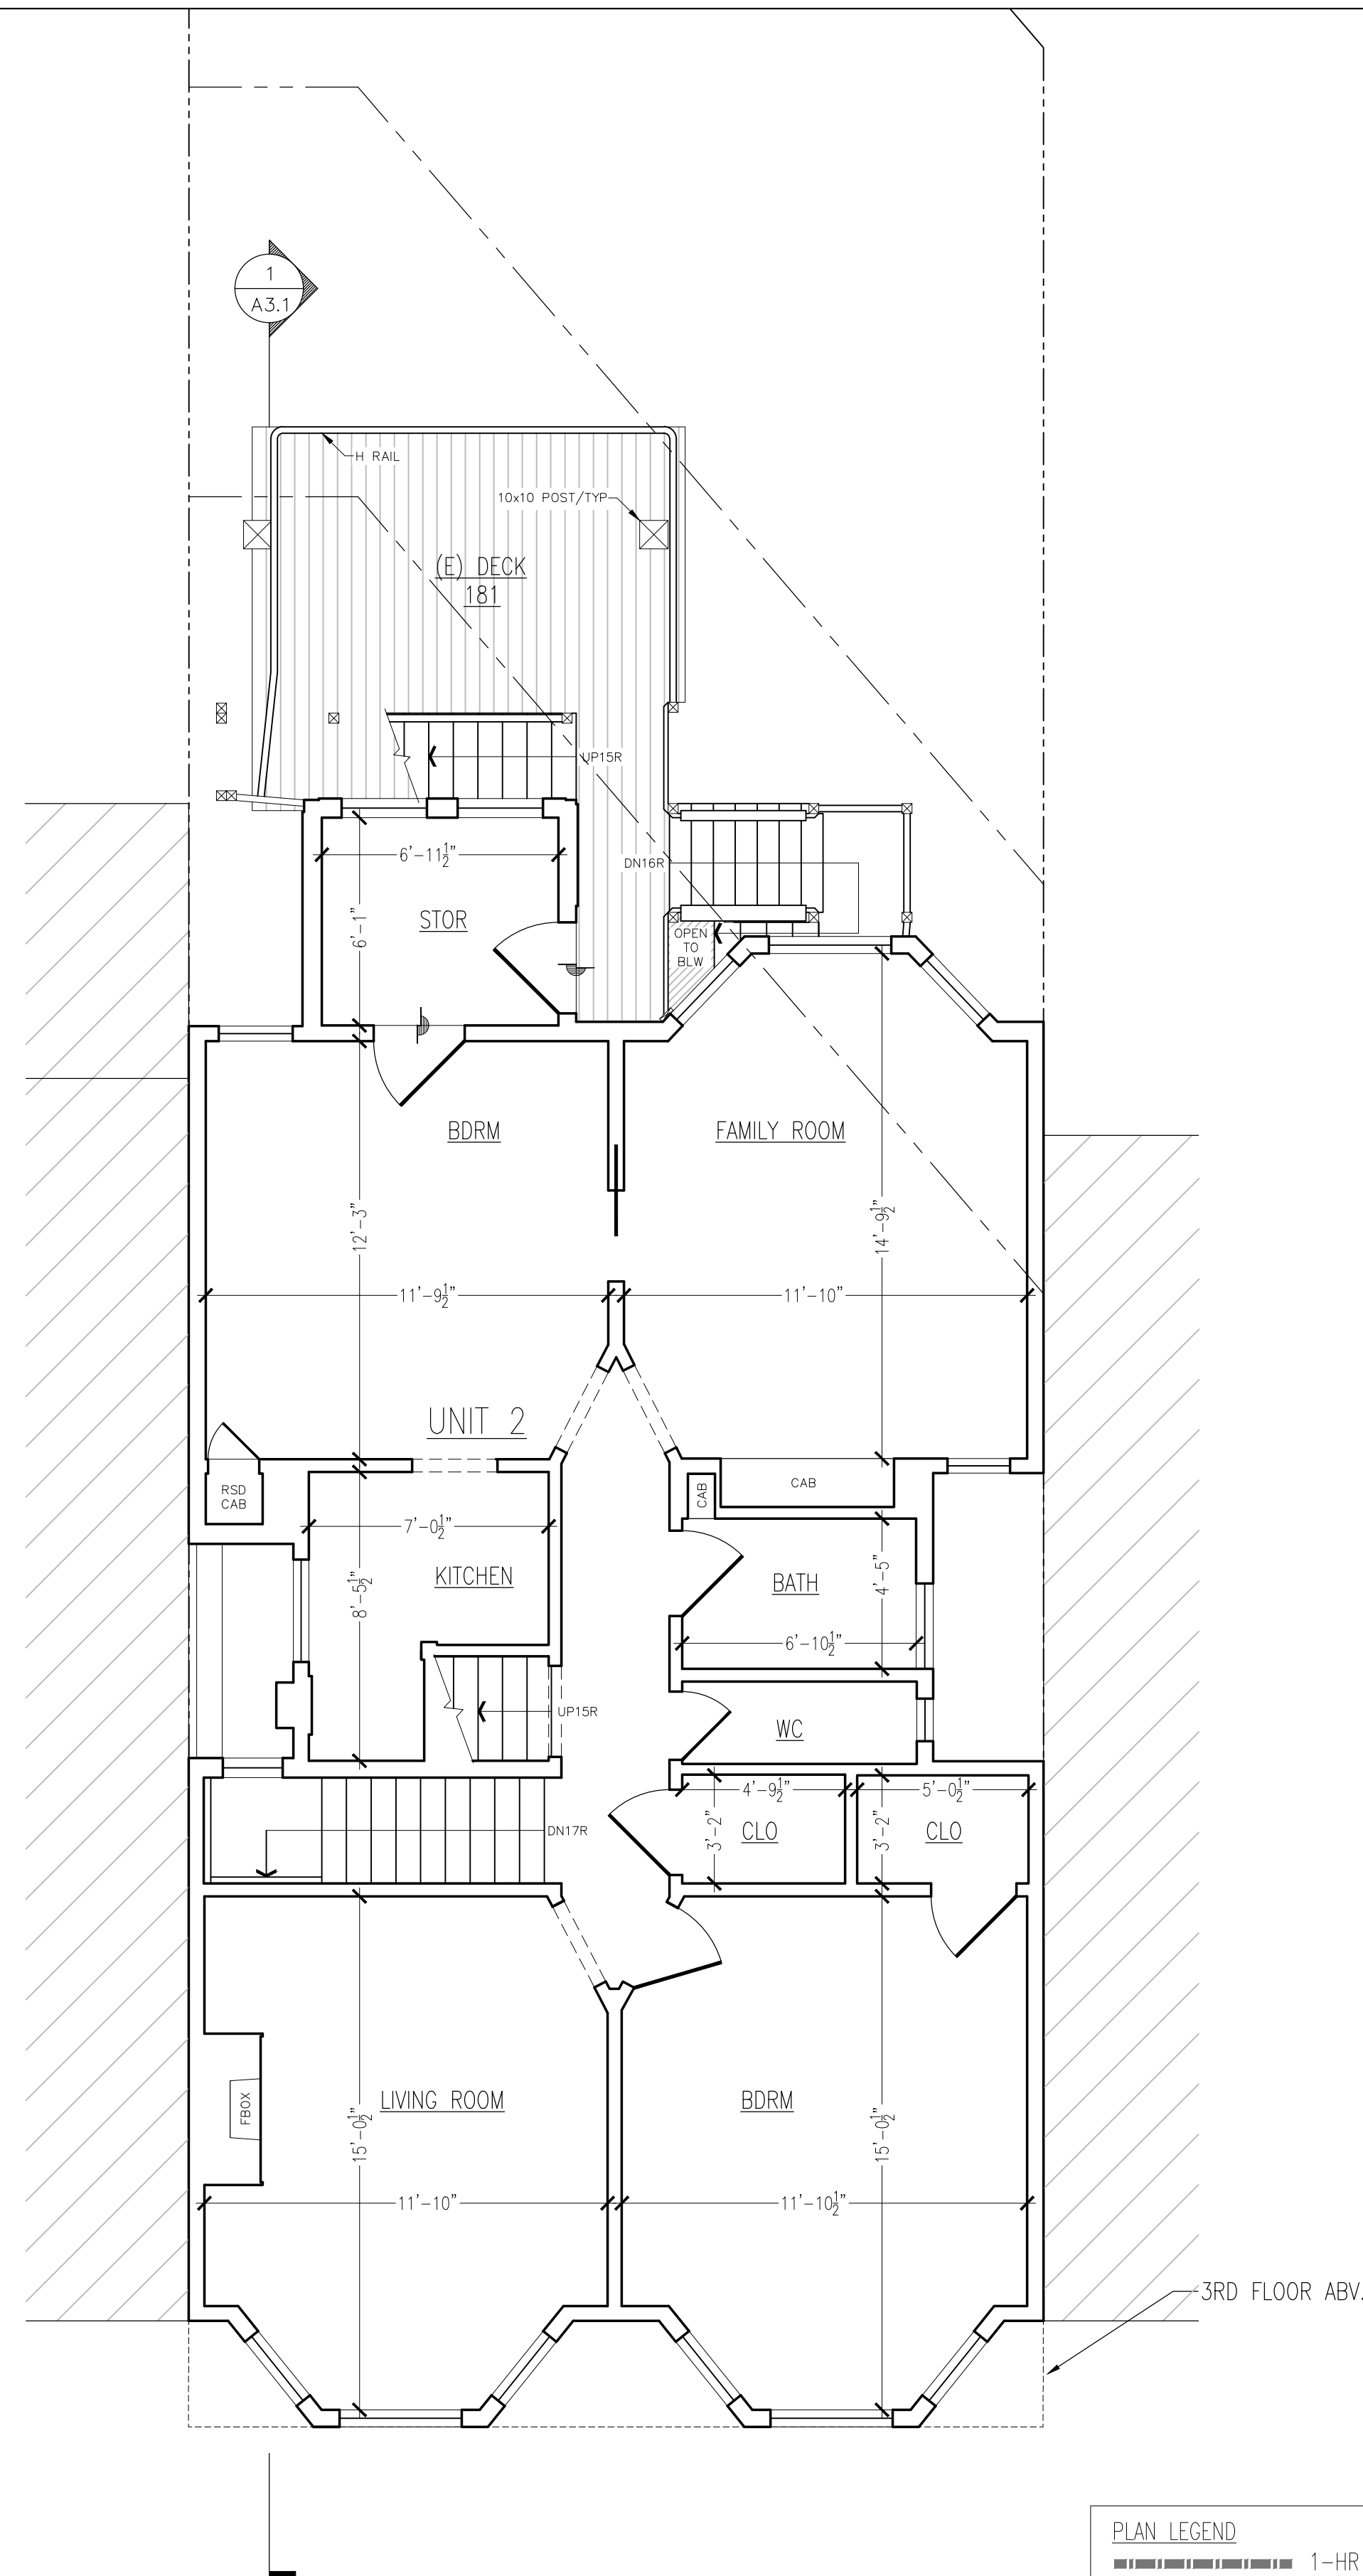 1
A3.1
H RAIL
10x10 POST/TYP
(E) DECK
181
UP15R
6'-11½"
DN16R
6'-1"
STOR
OPEN
TO
BLW
BDRM
FAMILY ROOM
12'-3"
14'-9½"
11'-9½"
11'-10"
UNIT 2
RSD
CAB
CAB
CAB
7'-0½"
KITCHEN
8'-5½"
BATH
4'-5"
6'-10½"
UP15R
WC
4'-9½"
5'-0½"
DN17R
3'-2"
CLO
3'-2"
CLO
FBOX
LIVING ROOM
BDRM
15'-0½"
15'-0½"
11'-10"
11'-10½"
3RD FLOOR ABV.
PLAN LEGEND
1-HR